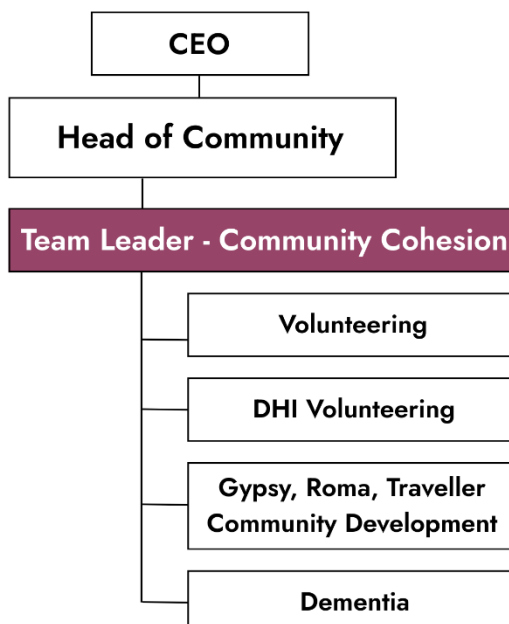 CEO
Head of Community
Team Leader - Community Cohesion
Volunteering
DHI Volunteering
Gypsy, Roma, Traveller
Community Development
Dementia